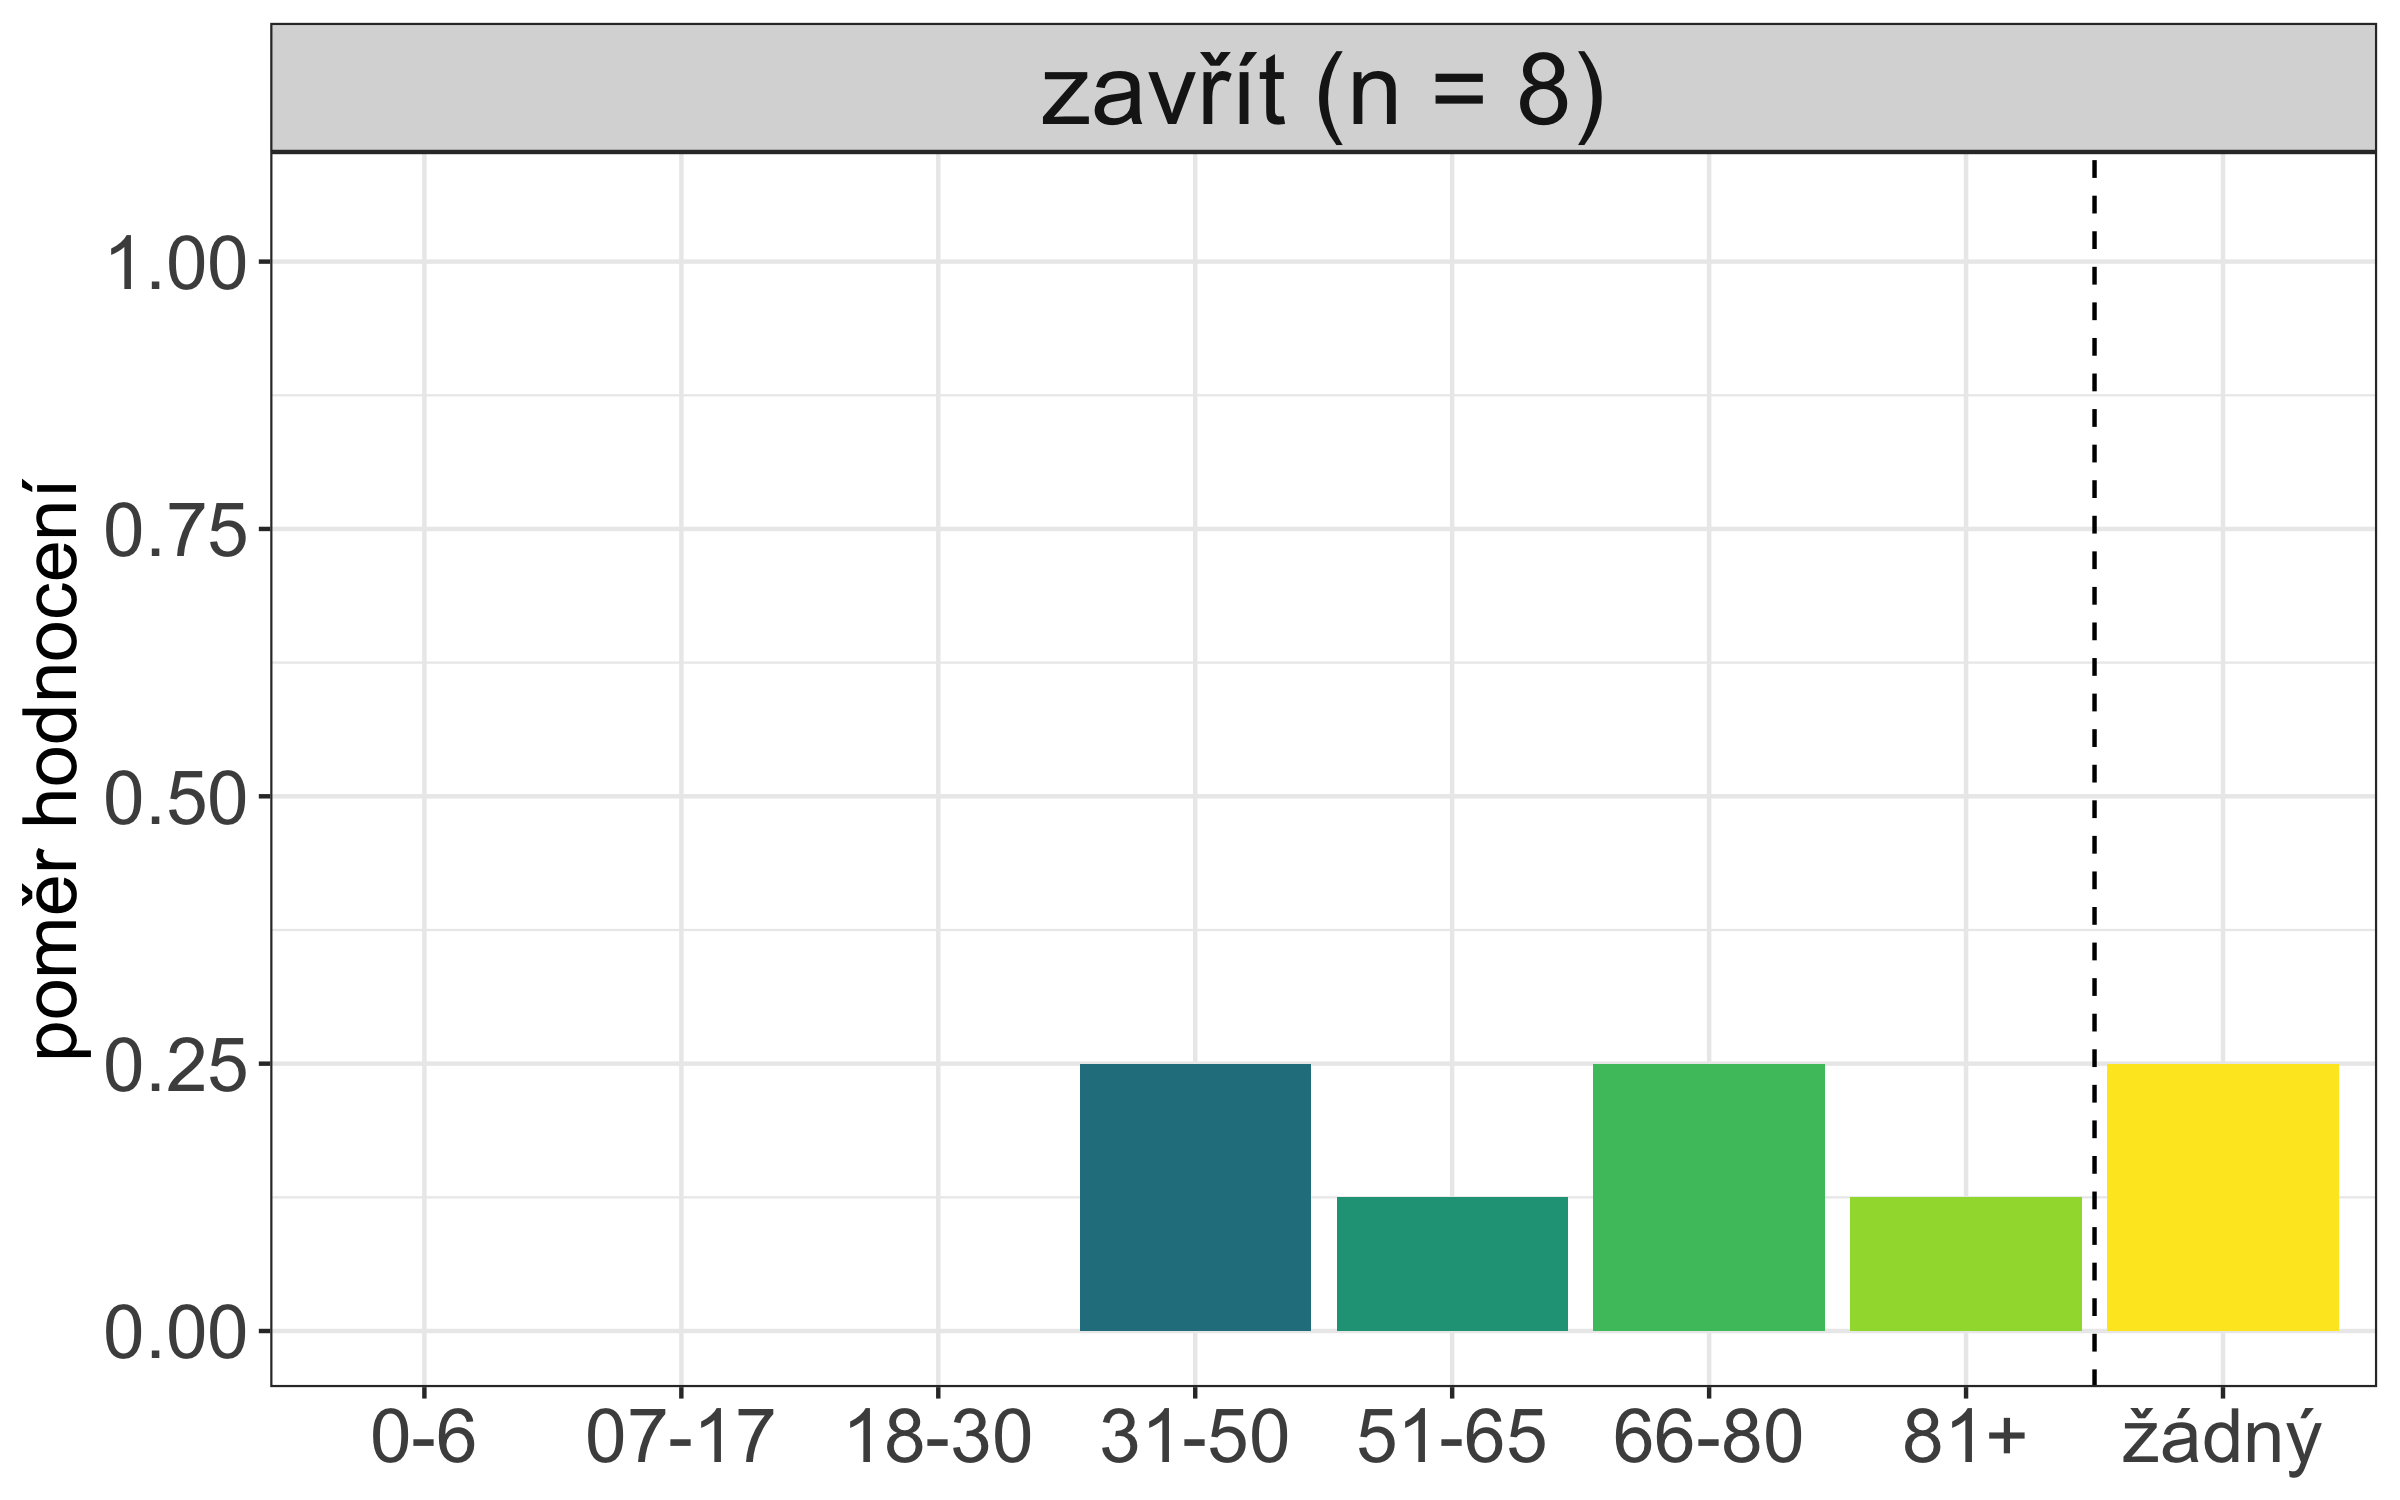 zavřít (n = 8)
poměr hodnocení
1.00
0.75
0.50
0.25
0.00
0-6 07-17 18-30 31-50 51-65 66-80 81+ žádný